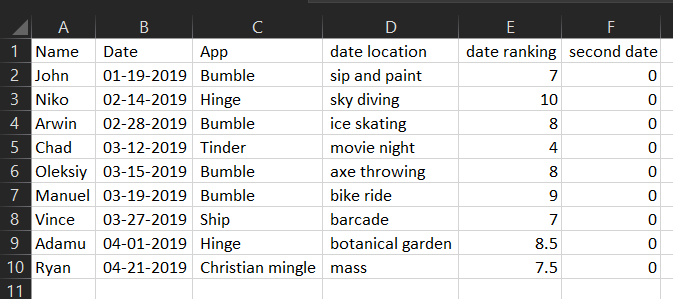 A B C D E F
1 Name Date App date location date ranking second date
2 John 01-19-2019 Bumble sip and paint 7 0
3 Niko 02-14-2019 Hinge sky diving 10 0
4 Arwin 02-28-2019 Bumble ice skating 8 0
5 Chad 03-12-2019 Tinder movie night 4 0
6 Oleksiy 03-15-2019 Bumble axe throwing 8 0
7 Manuel 03-19-2019 Bumble bike ride 9 0
8 Vince 03-27-2019 Ship barcade 7 0
9 Adamu 04-01-2019 Hinge botanical garden 8.5 0
10 Ryan 04-21-2019 Christian mingle mass 7.5 0
11